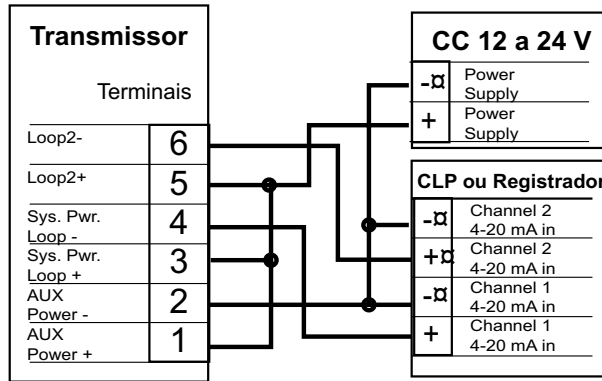 Transmissor
Terminais
Loop2-
6
Loop2+
5
Sys. Pwr.
Loop -
4
Sys. Pwr.
Loop +
3
AUX
Power -
2
AUX
Power +
1
CC 12 a 24 V
-¤
Power
Supply
+
Power
Supply
CLP ou Registrador
-¤
Channel 2
4-20 mA in
+¤
Channel 2
4-20 mA in
-¤
Channel 1
4-20 mA in
+
Channel 1
4-20 mA in